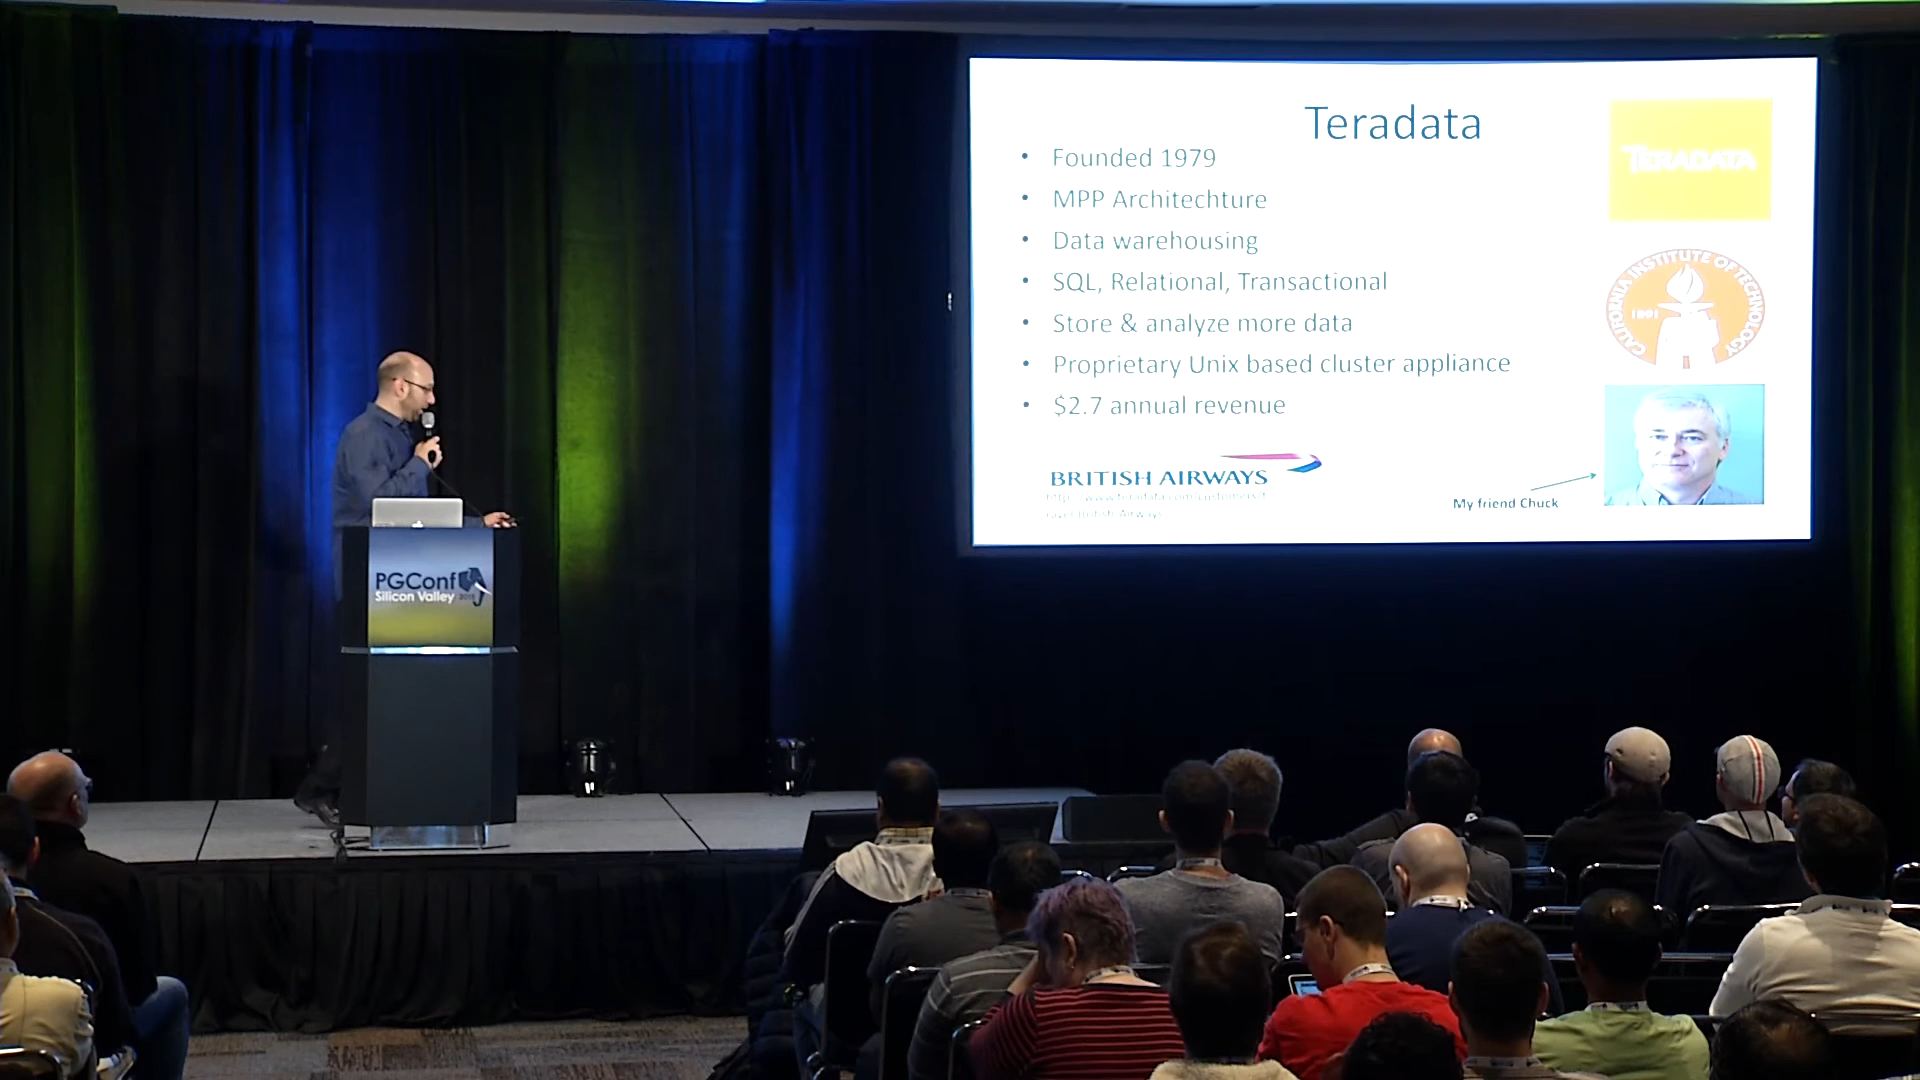 Teradata
• Founded 1979
• MPP Architechture
• Data warehousing
• SQL, Relational, Transactional
• Store & analyze more data
• Proprietary Unix based cluster appliance
• $2.7 annual revenue
TERADATA
CALIFORNIA INSTITUTE OF TECHNOLOGY
1891
BRITISH AIRWAYS
My friend Chuck
PGConf
Silicon Valley 2015